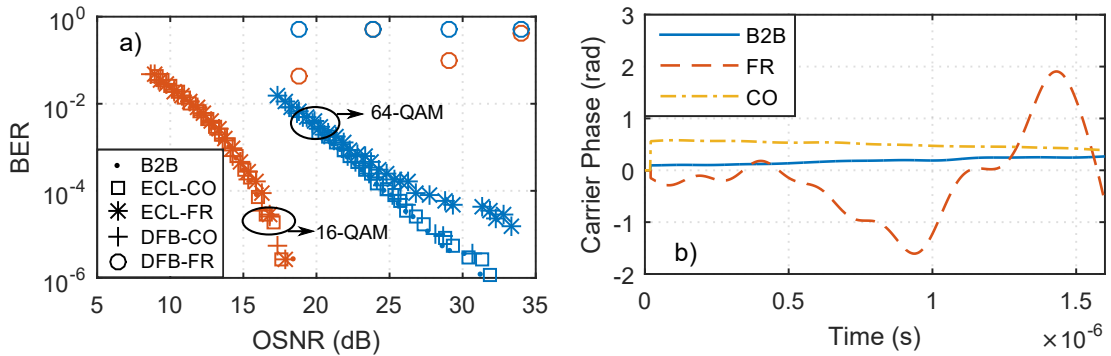 a)
10^0
10^-2
10^-4
10^-6
BER
64-QAM
16-QAM
B2B
ECL-CO
ECL-FR
DFB-CO
DFB-FR
5 10 15 20 25 30 35
OSNR (dB)
3
2
1
0
-1
-2
Carrier Phase (rad)
B2B
FR
CO
b)
0 0.5 1 1.5
Time (s) ×10^-6